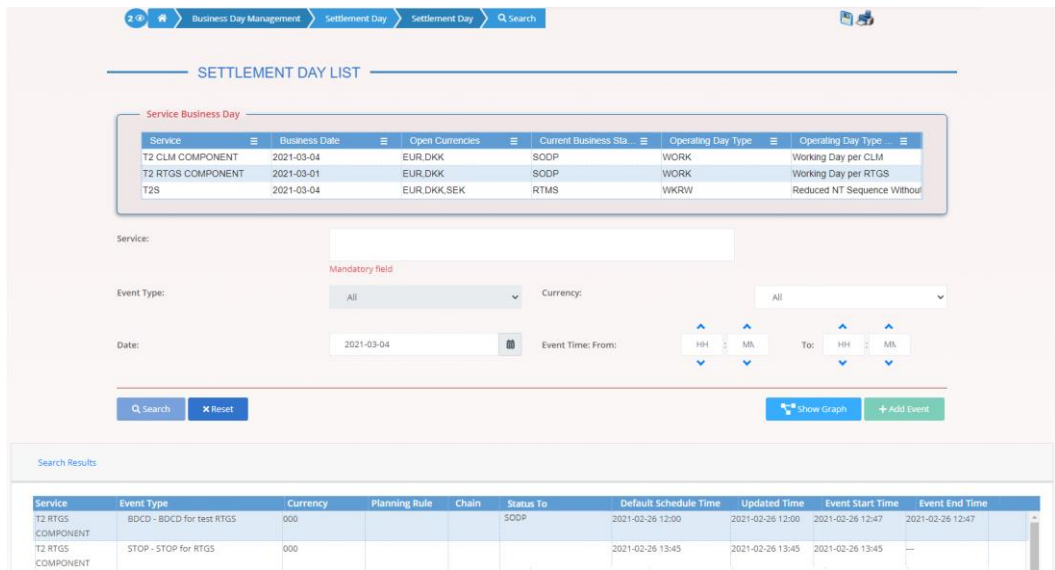 2
Business Day Management
Settlement Day
Settlement Day
Search
SETTLEMENT DAY LIST
Service Business Day
Service Business Date Open Currencies Current Business Sta... Operating Day Type Operating Day Type ...
T2 CLM COMPONENT 2021-03-04 EUR,DKK SODP WORK Working Day per CLM
T2 RTGS COMPONENT 2021-03-01 EUR,DKK SODP WORK Working Day per RTGS
T2S 2021-03-04 EUR,DKK,SEK RTMS WKRW Reduced NT Sequence Without
Service:
Mandatory field
Event Type: All Currency: All
Date: 2021-03-04 Event Time: From: HH : To: HH :
Search Reset Show Graph + Add Event
Search Results
Service Event Type Currency Planning Rule Chain Status To Default Schedule Time Updated Time Event Start Time Event End Time
T2 RTGS COMPONENT BDCD - BDCD for test RTGS 000 SODP 2021-02-26 12:00 2021-02-26 12:00 2021-02-26 12:47 2021-02-26 12:47
T2 RTGS COMPONENT STOP - STOP for RTGS 000 2021-02-26 13:45 2021-02-26 13:45 2021-02-26 13:45 ---